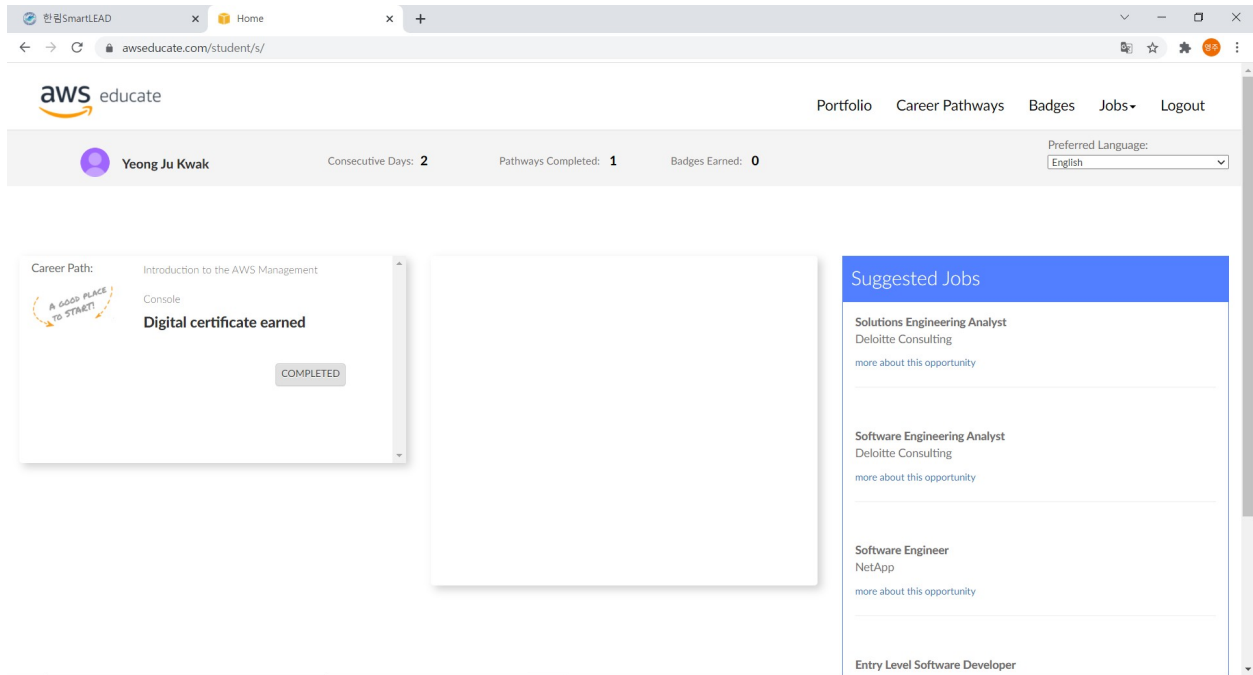 한림SmartLEAD
Home
awseducate.com/student/s/
영주
aws educate
Portfolio Career Pathways Badges Jobs Logout
Yeong Ju Kwak
Consecutive Days: 2
Pathways Completed: 1
Badges Earned: 0
Preferred Language:
English
Career Path:
A GOOD PLACE
TO START!
Introduction to the AWS Management
Console
Digital certificate earned
COMPLETED
Suggested Jobs
Solutions Engineering Analyst
Deloitte Consulting
more about this opportunity
Software Engineering Analyst
Deloitte Consulting
more about this opportunity
Software Engineer
NetApp
more about this opportunity
Entry Level Software Developer